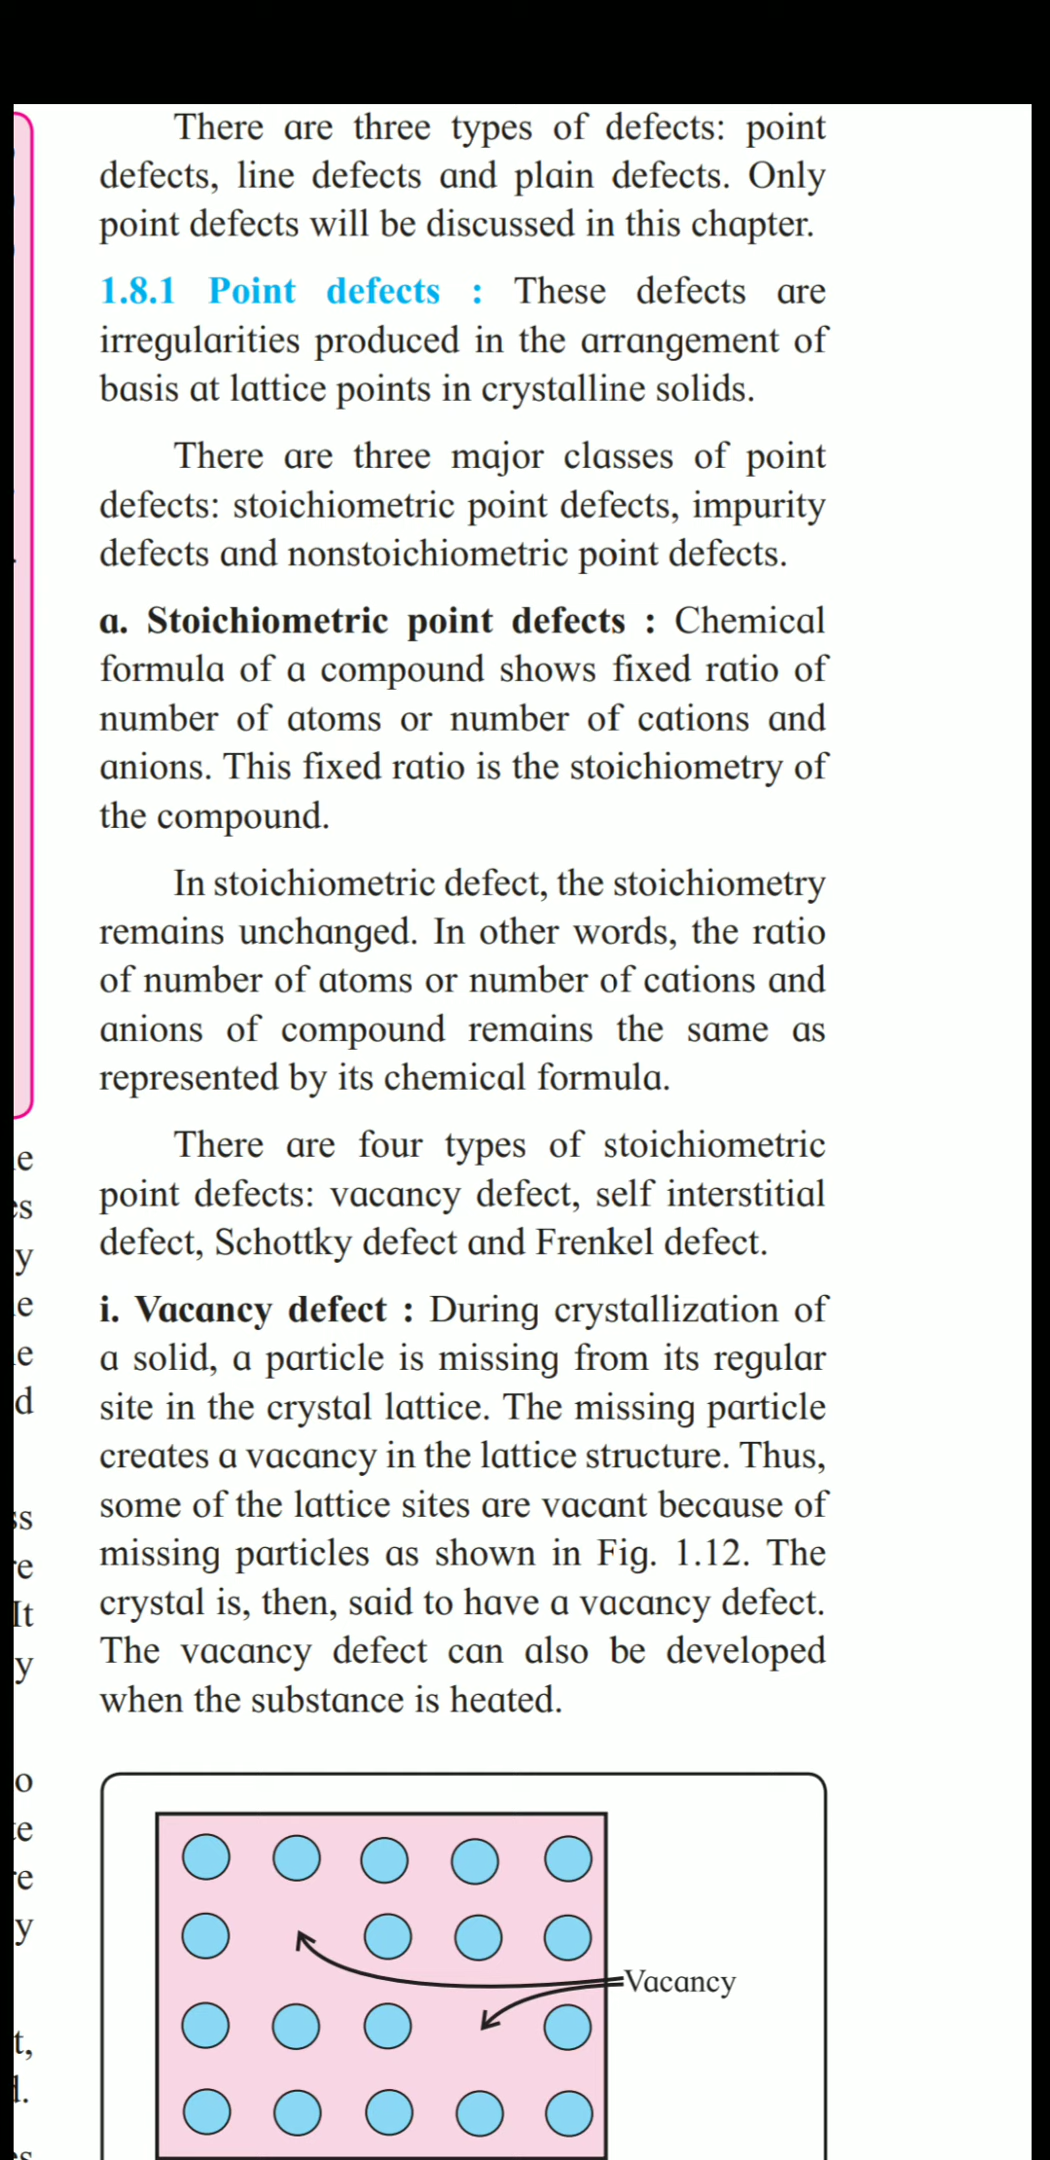 There are three types of defects: point
defects, line defects and plain defects. Only
point defects will be discussed in this chapter.
1.8.1 Point defects : These defects are
irregularities produced in the arrangement of
basis at lattice points in crystalline solids.
There are three major classes of point
defects: stoichiometric point defects, impurity
defects and nonstoichiometric point defects.
a. Stoichiometric point defects : Chemical
formula of a compound shows fixed ratio of
number of atoms or number of cations and
anions. This fixed ratio is the stoichiometry of
the compound.
In stoichiometric defect, the stoichiometry
remains unchanged. In other words, the ratio
of number of atoms or number of cations and
anions of compound remains the same as
represented by its chemical formula.
There are four types of stoichiometric
point defects: vacancy defect, self interstitial
defect, Schottky defect and Frenkel defect.
i. Vacancy defect : During crystallization of
a solid, a particle is missing from its regular
site in the crystal lattice. The missing particle
creates a vacancy in the lattice structure. Thus,
some of the lattice sites are vacant because of
missing particles as shown in Fig. 1.12. The
crystal is, then, said to have a vacancy defect.
The vacancy defect can also be developed
when the substance is heated.
Vacancy